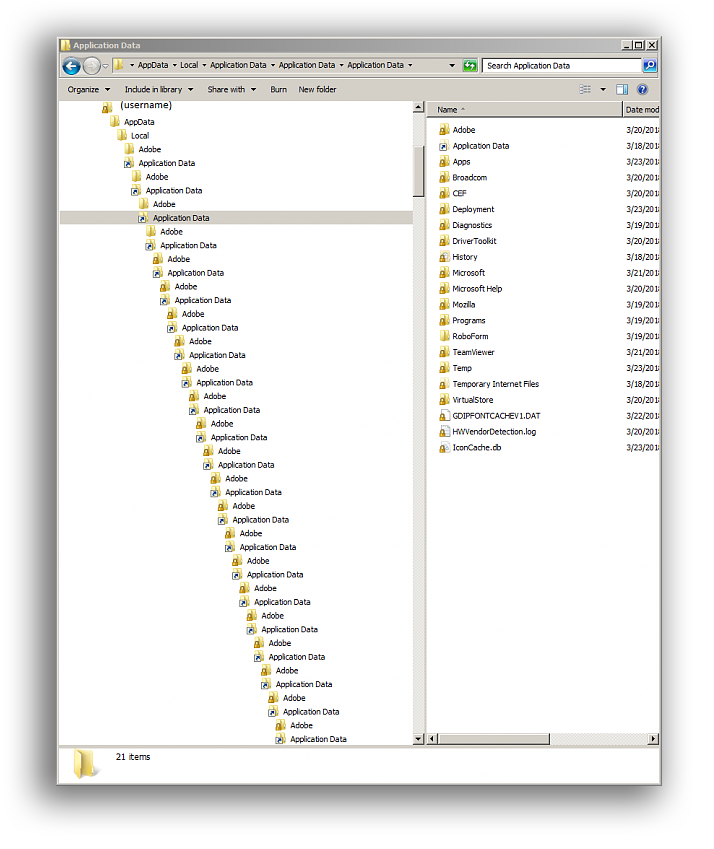 Application Data
AppData Local Application Data Application Data Application Data
Search Application Data
Organize Include in library Share with Burn New folder
(username)
AppData
Local
Adobe
Application Data
Adobe
Application Data
Adobe
Application Data
Adobe
Application Data
Adobe
Application Data
Adobe
Application Data
Adobe
Application Data
Adobe
Application Data
Adobe
Application Data
Adobe
Application Data
Adobe
Application Data
Adobe
Application Data
Adobe
Application Data
Adobe
Application Data
Adobe
Application Data
Adobe
Application Data
Adobe
Application Data
Adobe
Application Data
Adobe
Application Data
Adobe
Application Data
Adobe
Application Data
Adobe
Application Data
Name Date mod
Adobe 3/20/201
Application Data 3/18/201
Apps 3/23/201
Broadcom 3/20/201
CEF 3/20/201
Deployment 3/23/201
Diagnostics 3/19/201
DriverToolkit 3/20/201
History 3/18/201
Microsoft 3/21/201
Microsoft Help 3/20/201
Mozilla 3/19/201
Programs 3/19/201
RoboForm 3/19/201
TeamViewer 3/21/201
Temp 3/23/201
Temporary Internet Files 3/18/201
VirtualStore 3/20/201
GDIPFONTCACHEV1.DAT 3/22/201
HWVendorDetection.log 3/20/201
IconCache.db 3/23/201
21 items